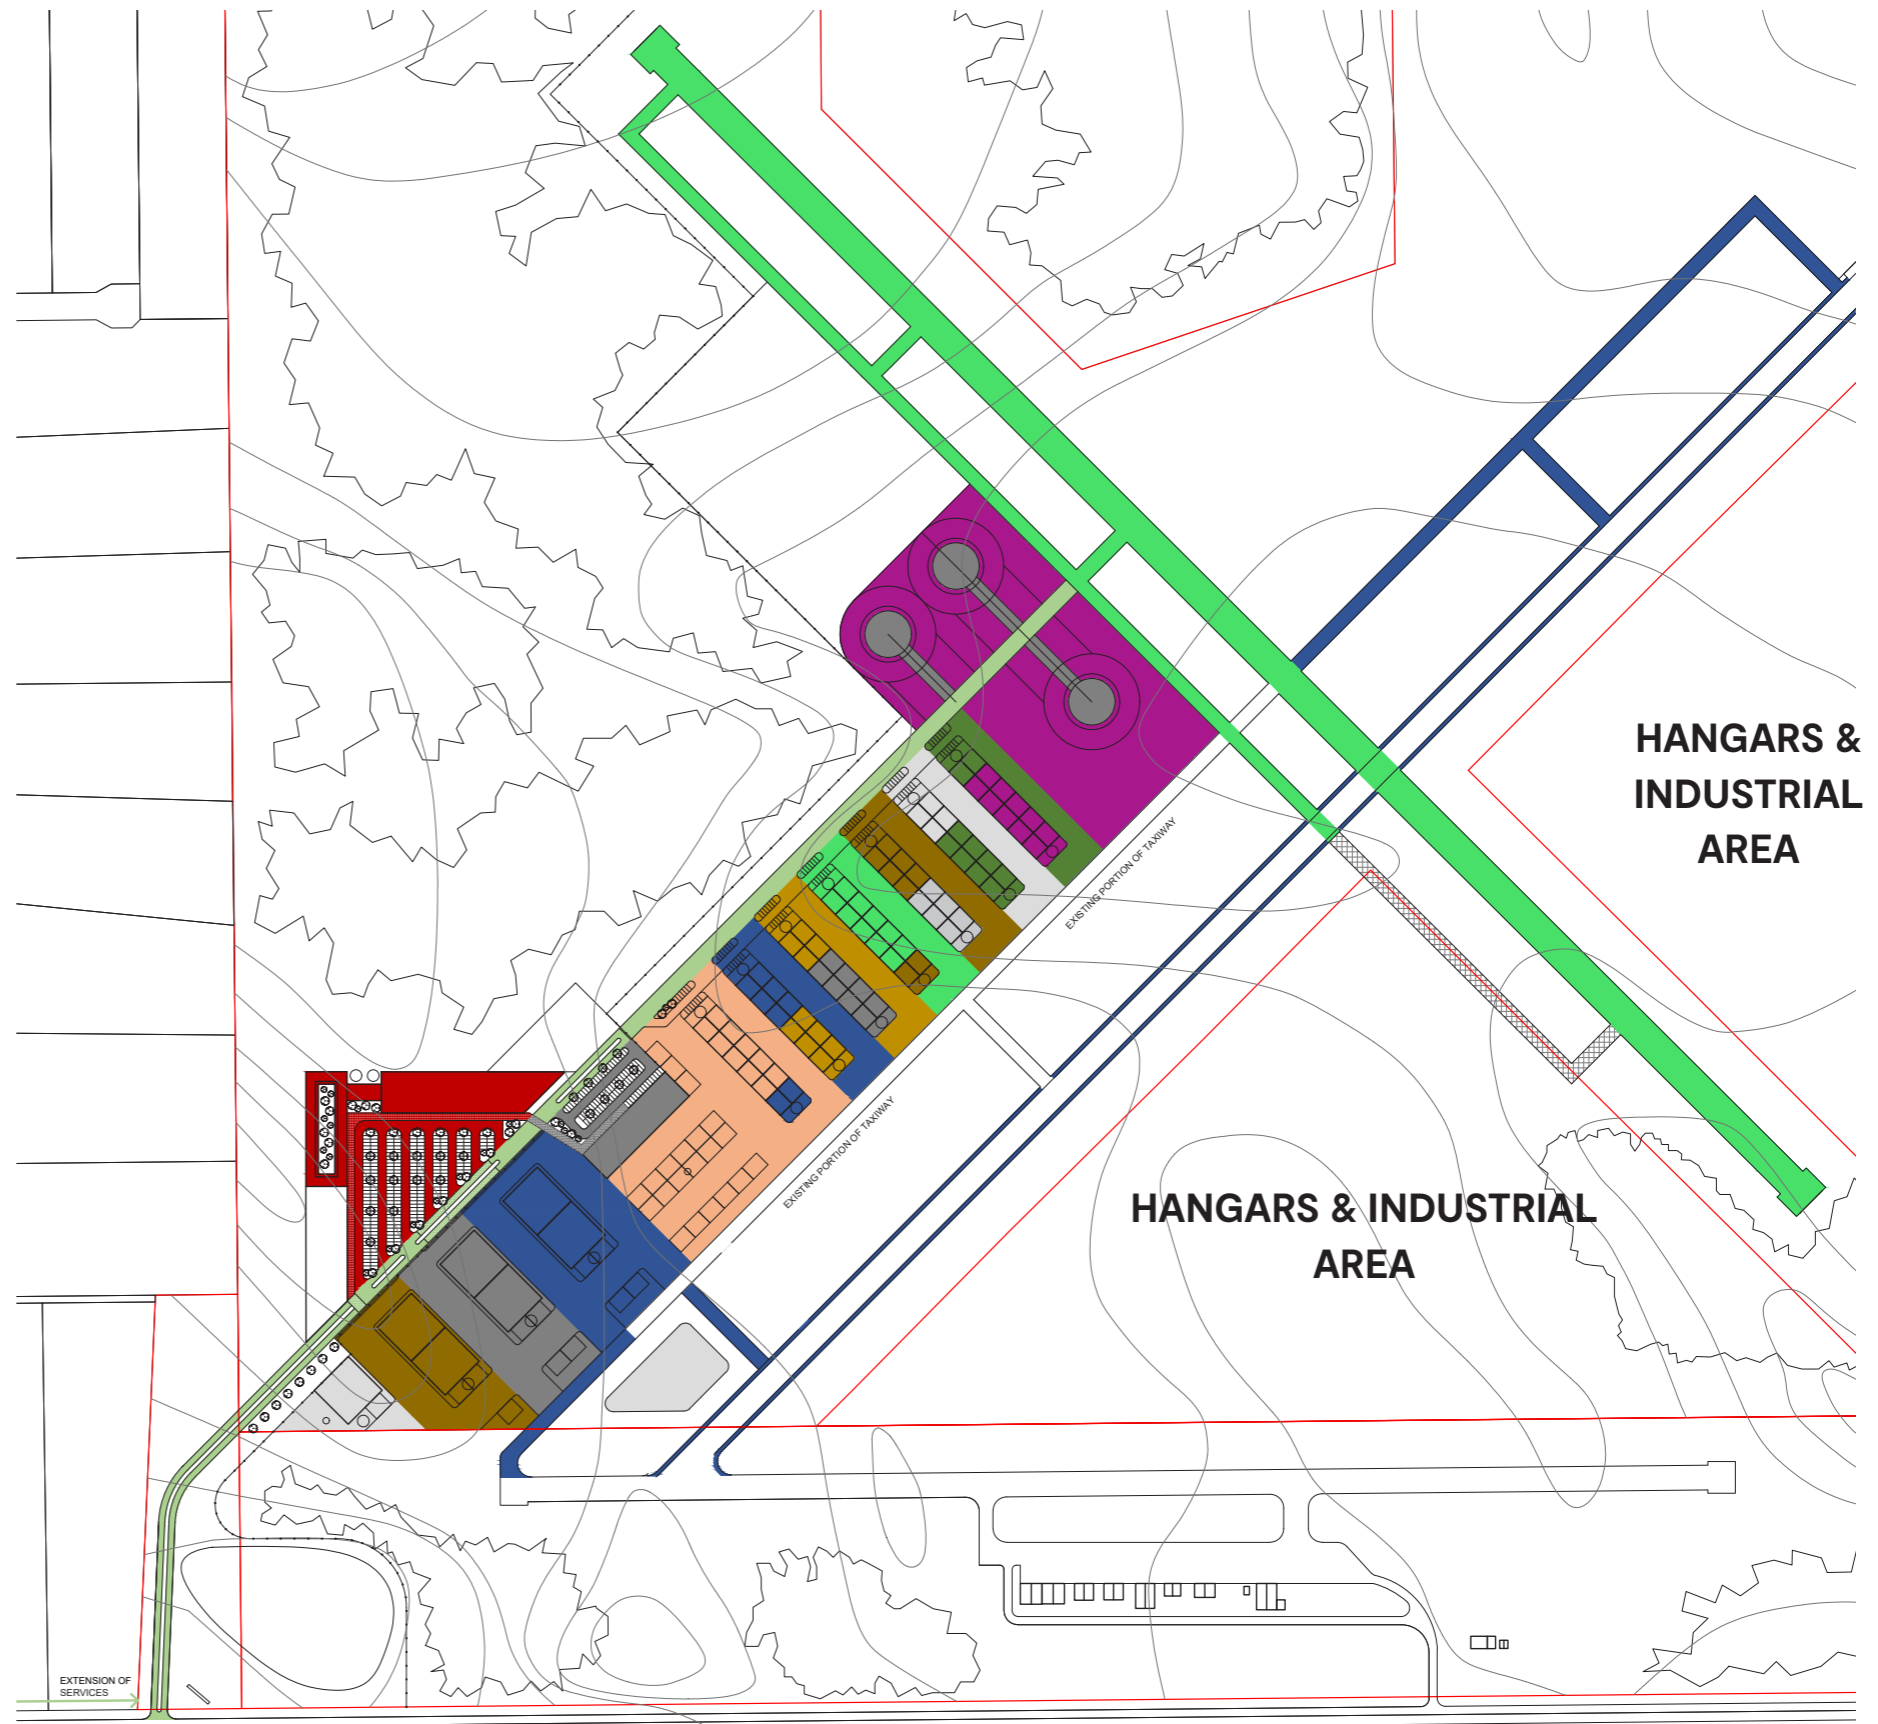 HANGARS &
INDUSTRIAL
AREA
EXISTING PORTION OF TAXIWAY
EXISTING PORTION OF TAXIWAY
HANGARS & INDUSTRIAL
AREA
EXTENSION OF
SERVICES